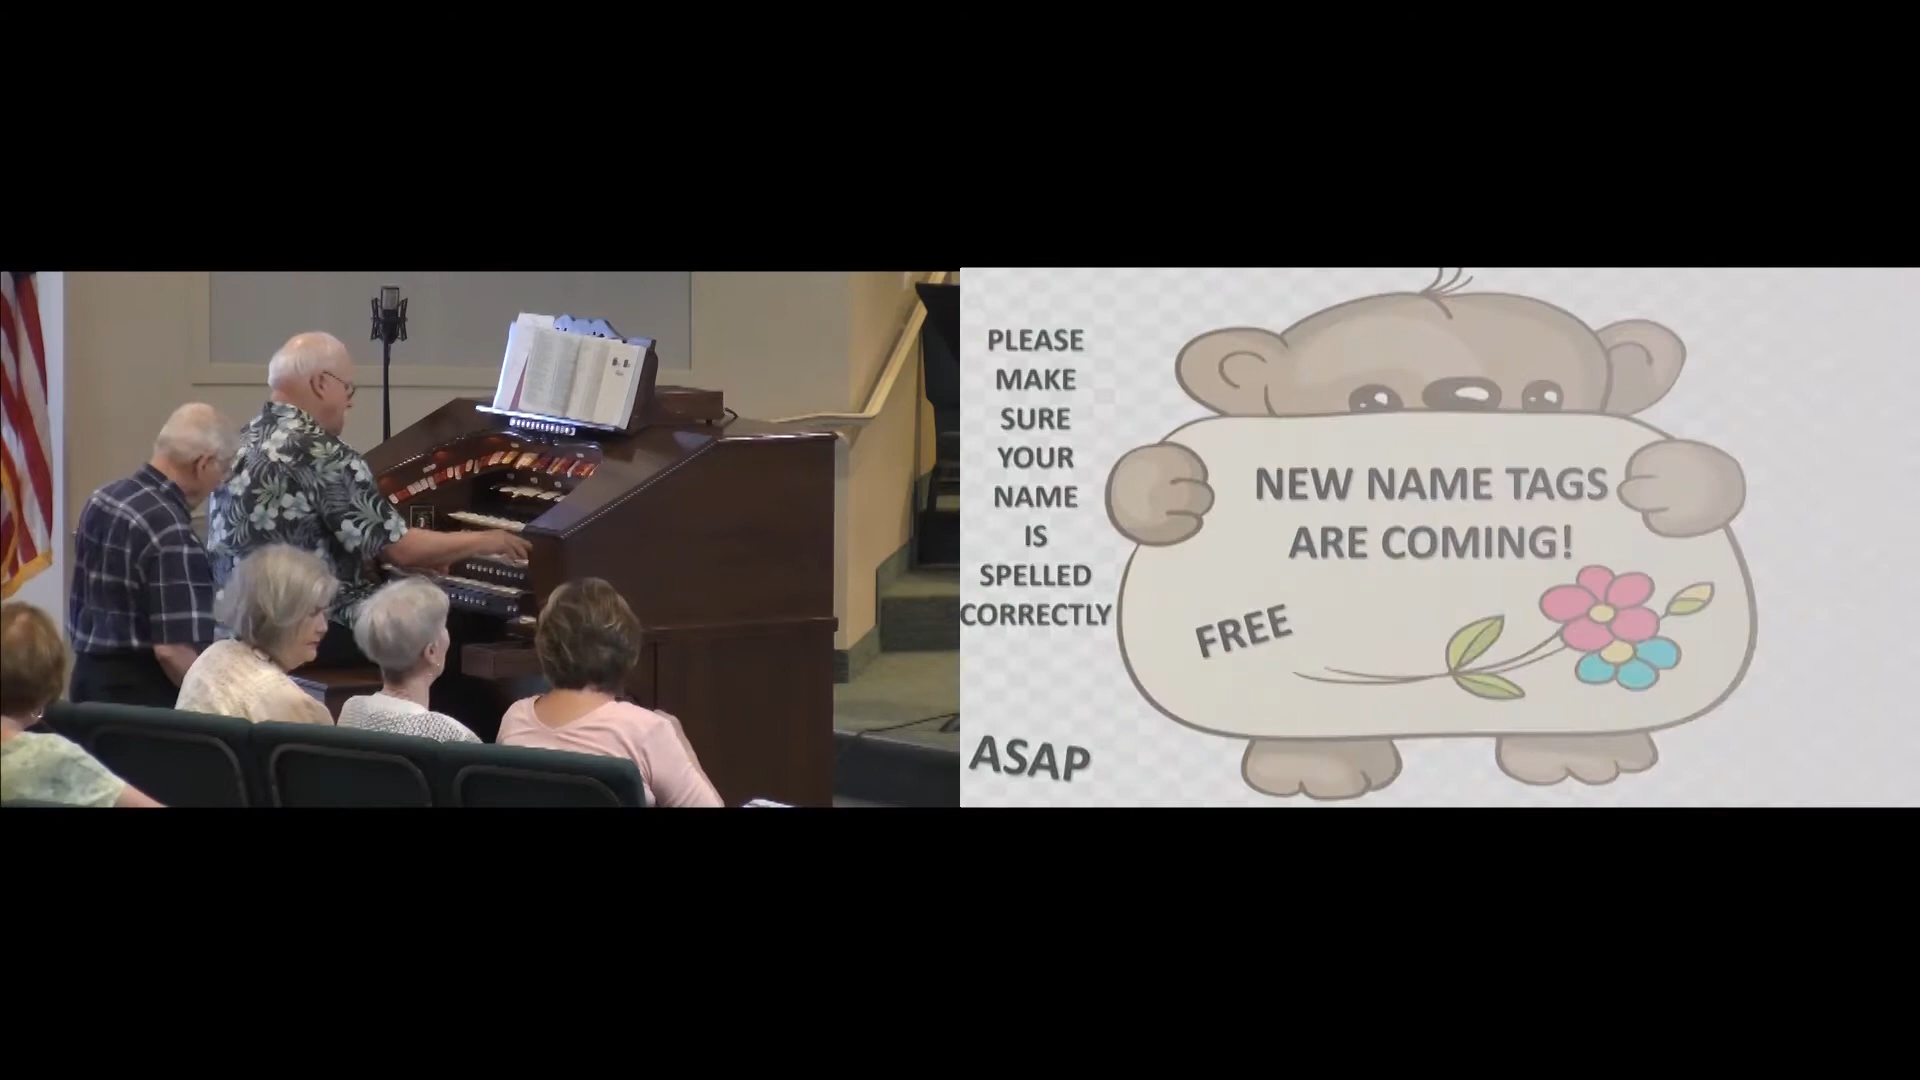 PLEASE
MAKE
SURE
YOUR
NAME
IS
SPELLED
CORRECTLY
ASAP
NEW NAME TAGS
ARE COMING!
FREE